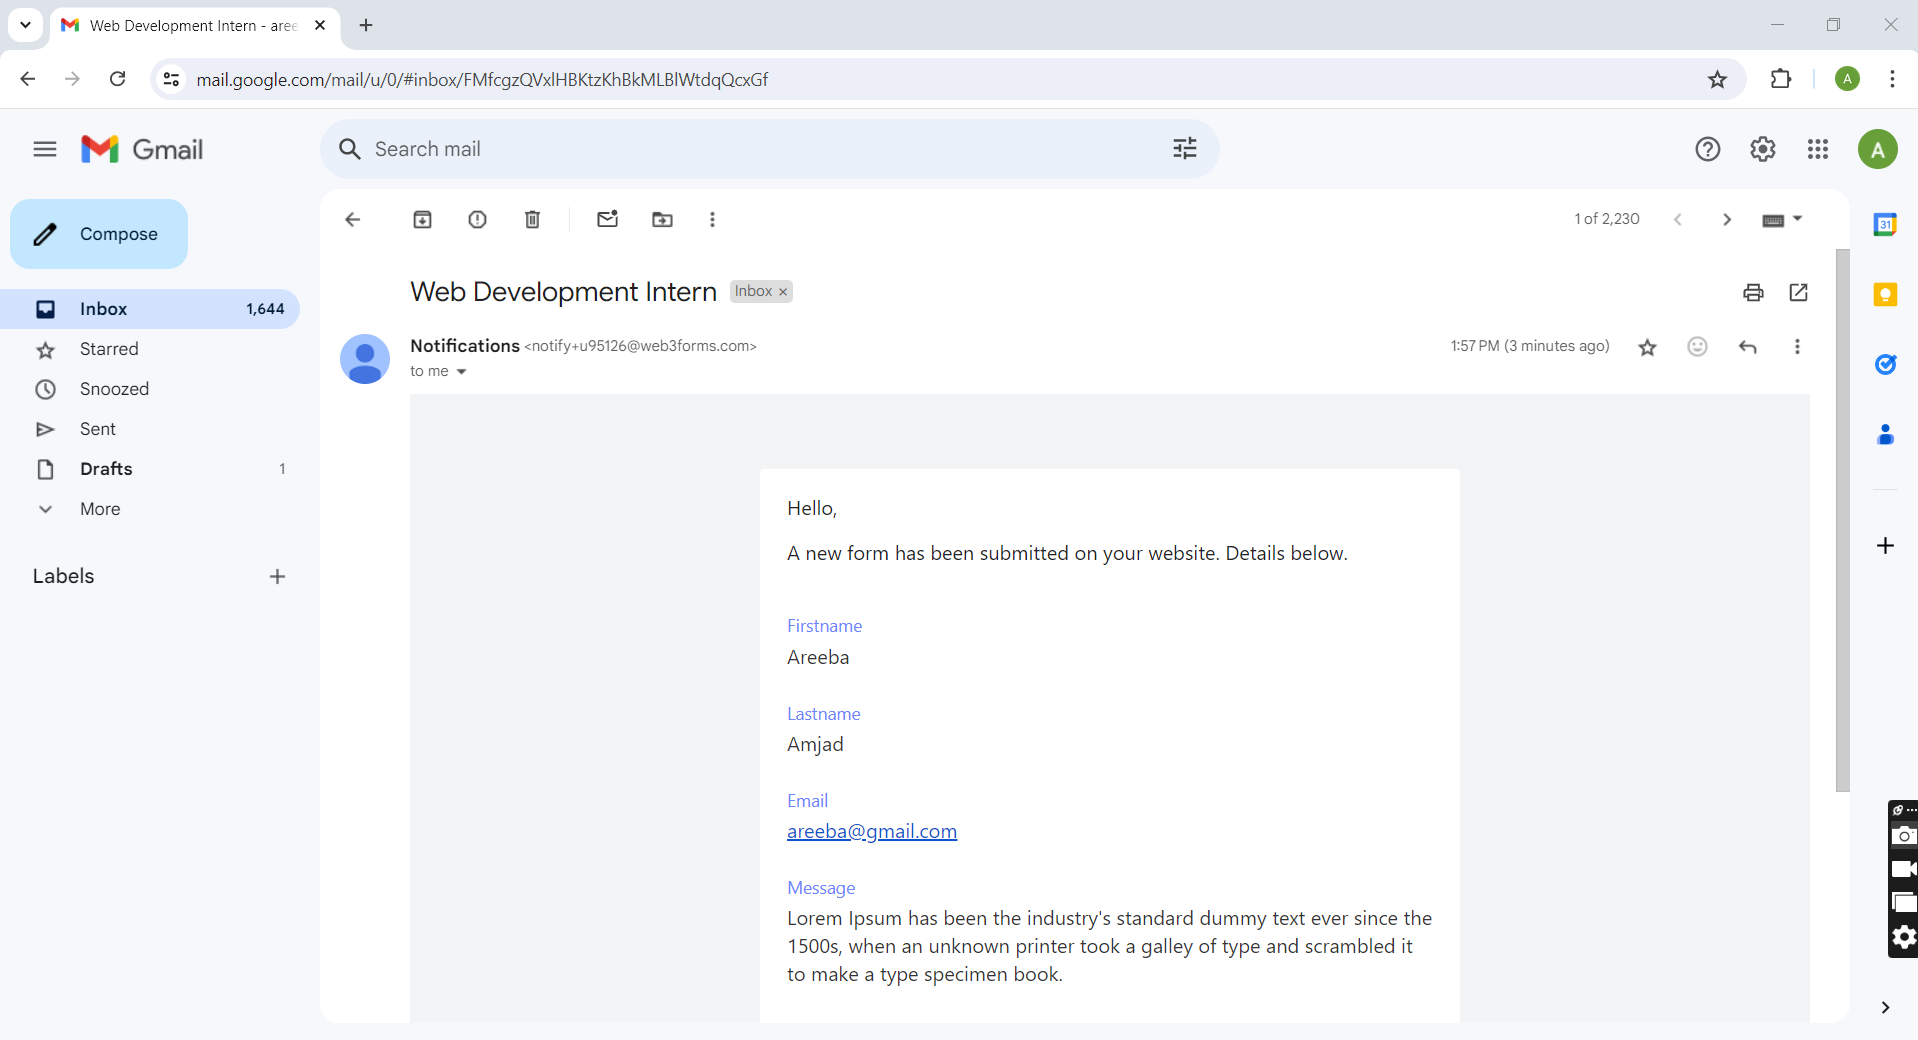 Web Development Intern - aree
mail.google.com/mail/u/0/#inbox/FMfcgzQVxlHBKtzKhBkMLBlWtdqQcxGf
A
Gmail
Search mail
A
Compose
1 of 2,230
31
Web Development Intern Inbox ×
Inbox 1,644
Starred
Snoozed
Sent
Drafts 1
More
Labels
Notifications <notify+u95126@web3forms.com> 1:57 PM (3 minutes ago)
to me
Hello,
A new form has been submitted on your website. Details below.
Firstname
Areeba
Lastname
Amjad
Email
areeba@gmail.com
Message
Lorem Ipsum has been the industry's standard dummy text ever since the
1500s, when an unknown printer took a galley of type and scrambled it
to make a type specimen book.